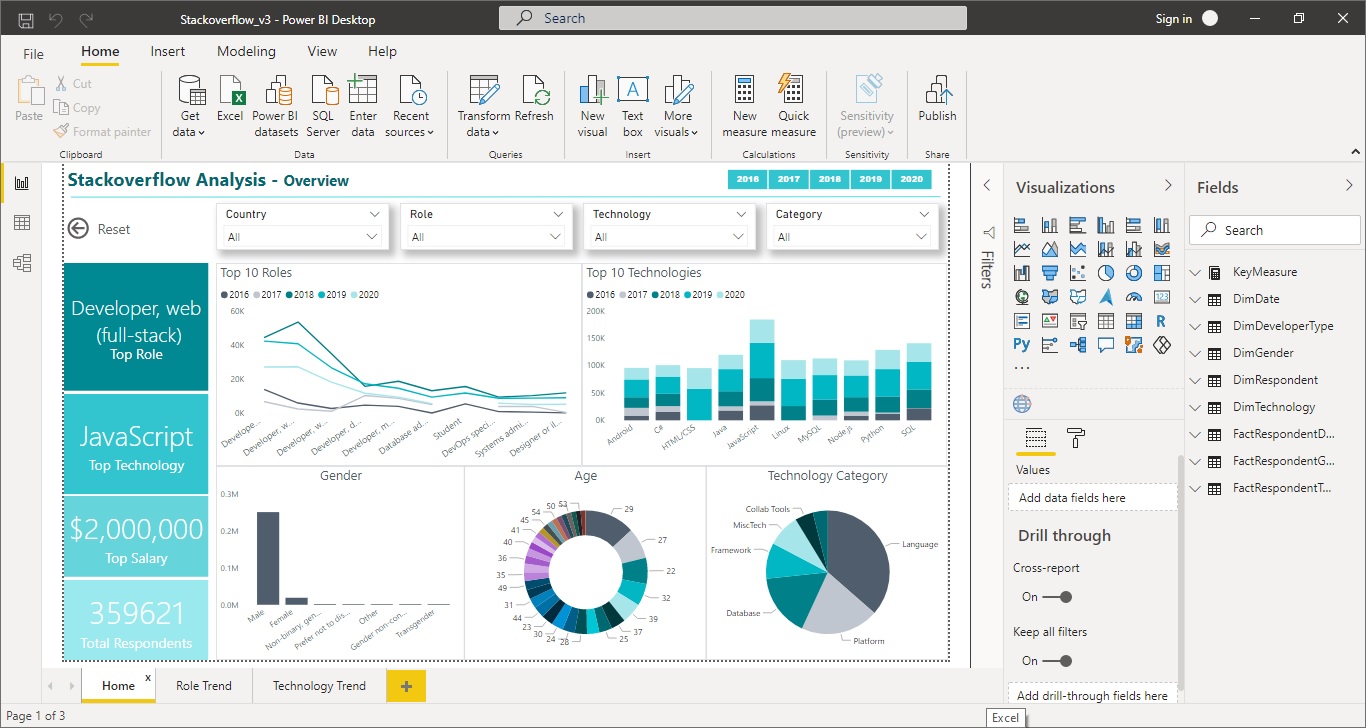 Stackoverflow_v3 - Power BI Desktop
Search
Sign in
File
Home
Insert
Modeling
View
Help
Paste
Cut
Copy
Format painter
Clipboard
Get data
Excel
Power BI datasets
SQL Server
Enter data
Recent sources
Data
Transform data
Refresh
Queries
New visual
Text box
More visuals
Insert
New measure
Quick measure
Calculations
Sensitivity (preview)
Sensitivity
Publish
Share
Stackoverflow Analysis - Overview
2016 2017 2018 2019 2020
Reset
Country
All
Role
All
Technology
All
Category
All
Developer, web (full-stack)
Top Role
JavaScript
Top Technology
$2,000,000
Top Salary
359621
Total Respondents
Top 10 Roles
2016 2017 2018 2019 2020
60K
40K
20K
0K
Develope...
Developer, w...
Developer, w...
Developer, d...
Developer, m...
Database ad...
Student
DevOps speci...
Systems admi...
Designer or il...
Top 10 Technologies
2016 2017 2018 2019 2020
200K
150K
100K
50K
0K
Android
C#
HTML/CSS
Java
JavaScript
Linux
MySQL
Node.js
Python
SQL
Gender
0.3M
0.2M
0.1M
0.0M
Male
Female
Non-binary, gen...
Prefer not to dis...
Other
Gender non-con...
Transgender
Age
29
27
22
32
39
37
25
28
24
30
23
44
31
49
35
36
40
41
45
54
50
53
Technology Category
Collab Tools
MiscTech
Framework
Database
Platform
Language
Filters
Visualizations
123
R
Py
...
Values
Add data fields here
Drill through
Cross-report
On
Keep all filters
On
Add drill-through fields here
Fields
Search
KeyMeasure
DimDate
DimDeveloperType
DimGender
DimRespondent
DimTechnology
FactRespondentD...
FactRespondentG...
FactRespondentT...
Home
x
Role Trend
Technology Trend
+
Page 1 of 3
Excel